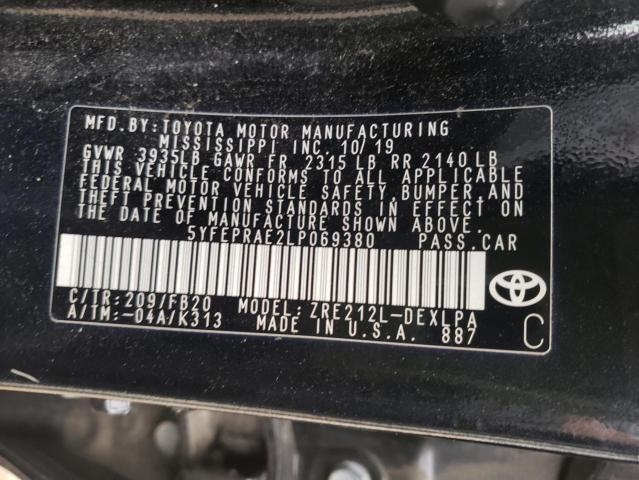 MFD. BY: TOYOTA MOTOR MANUFACTURING
MISSISSIPPI INC. 10/19
GVWR 3935LB GAWR FR 2315 LB RR 2140 LB
THIS VEHICLE CONFORMS TO ALL APPLICABLE
FEDERAL MOTOR VEHICLE SAFETY, BUMPER AND
THEFT PREVENTION STANDARDS IN EFFECT ON
THE DATE OF MANUFACTURE SHOWN ABOVE.
5YFEPRAE2LP069380 PASS. CAR
C/TR: 209/FB20 MODEL: ZRE212L-DEXLPA
A/TM: -04A/K313 MADE IN U.S.A. 887
TOYOTA
C